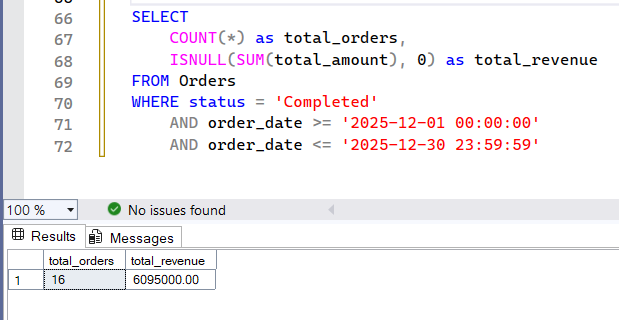 66 SELECT
67 COUNT(*) as total_orders,
68 ISNULL(SUM(total_amount), 0) as total_revenue
69 FROM Orders
70 WHERE status = 'Completed'
71 AND order_date >= '2025-12-01 00:00:00'
72 AND order_date <= '2025-12-30 23:59:59'
100 % No issues found
Results Messages
total_orders total_revenue
1 16 6095000.00